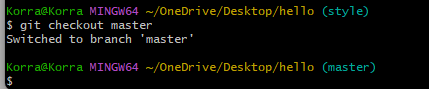 Korra@Korra MINGW64 ~/OneDrive/Desktop/hello (style)
$ git checkout master
Switched to branch 'master'
Korra@Korra MINGW64 ~/OneDrive/Desktop/hello (master)
$